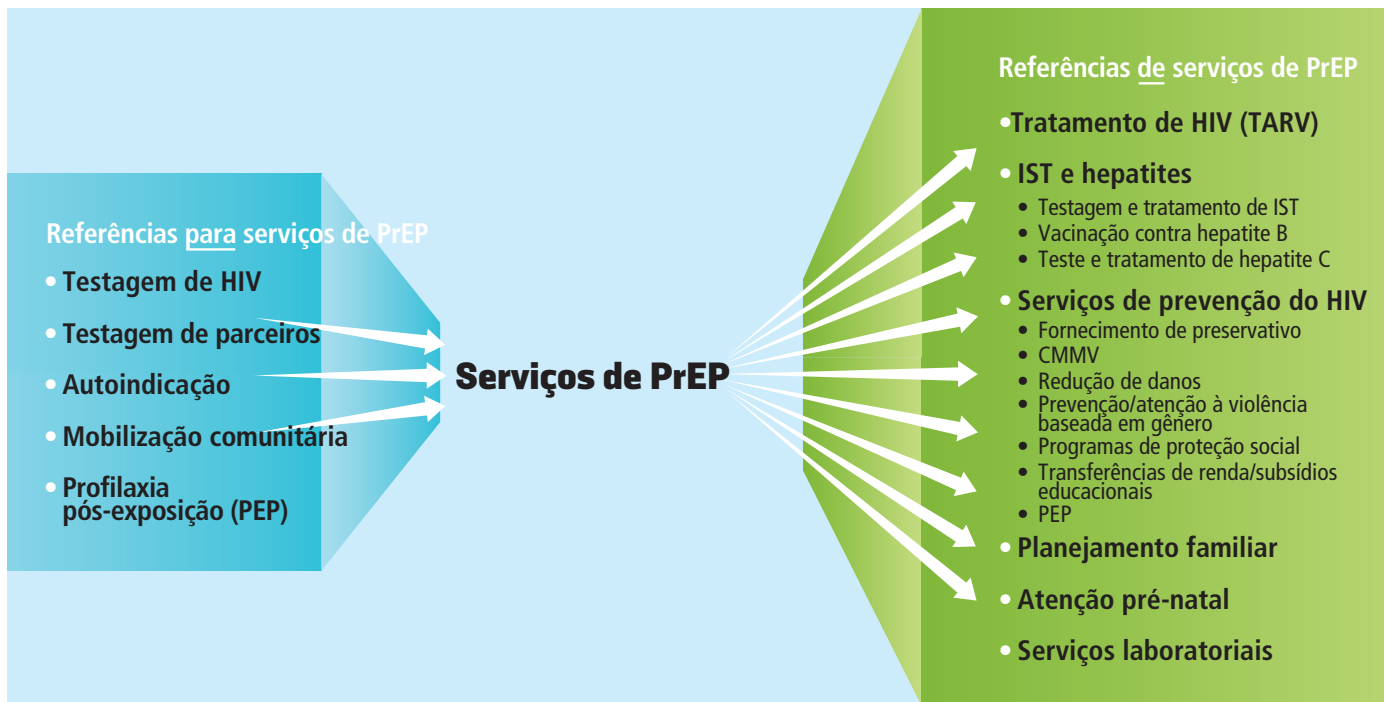 Referências para serviços de PrEP
• Testagem de HIV
• Testagem de parceiros
• Autoindicação
• Mobilização comunitária
• Profilaxia
pós-exposição (PEP)
Serviços de PrEP
Referências de serviços de PrEP
•Tratamento de HIV (TARV)
• IST e hepatites
• Testagem e tratamento de IST
• Vacinação contra hepatite B
• Teste e tratamento de hepatite C
• Serviços de prevenção do HIV
• Fornecimento de preservativo
• CMMV
• Redução de danos
• Prevenção/atenção à violência
baseada em gênero
• Programas de proteção social
• Transferências de renda/subsídios
educacionais
• PEP
• Planejamento familiar
• Atenção pré-natal
• Serviços laboratoriais